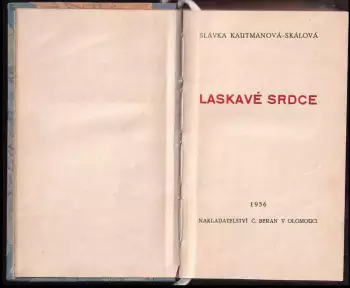 SLÁVKA KAUTMANOVÁ-SKÁLOVÁ
LASKAVÉ SRDCE
1936
NAKLADATELSTVÍ Č. BERAN V OLOMOUCI